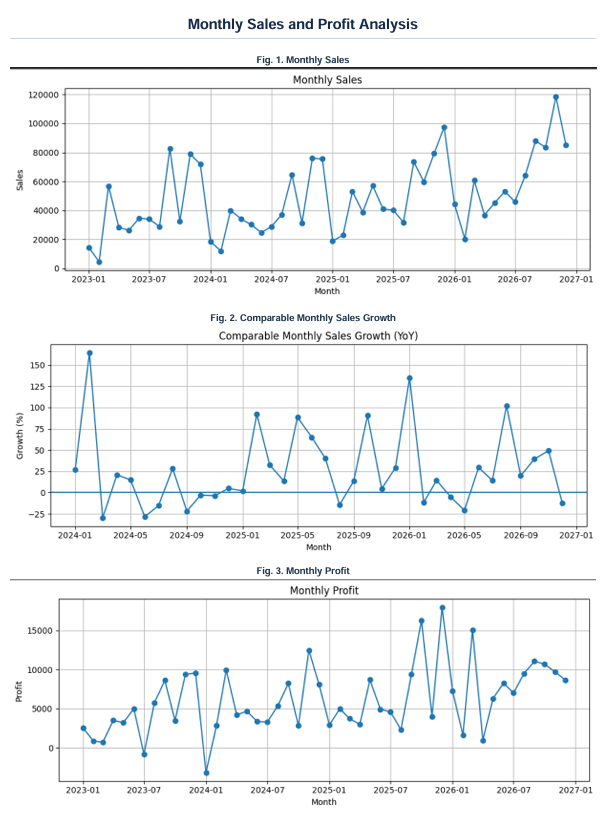 Monthly Sales and Profit Analysis
Fig. 1. Monthly Sales
Monthly Sales
120000
100000
80000
60000
40000
20000
0
Sales
2023-01 2023-07 2024-01 2024-07 2025-01 2025-07 2026-01 2026-07 2027-01
Month
Fig. 2. Comparable Monthly Sales Growth
Comparable Monthly Sales Growth (YoY)
150
125
100
75
50
25
0
−25
Growth (%)
2024-01 2024-05 2024-09 2025-01 2025-05 2025-09 2026-01 2026-05 2026-09 2027-01
Month
Fig. 3. Monthly Profit
Monthly Profit
15000
10000
5000
0
Profit
2023-01 2023-07 2024-01 2024-07 2025-01 2025-07 2026-01 2026-07 2027-01
Month